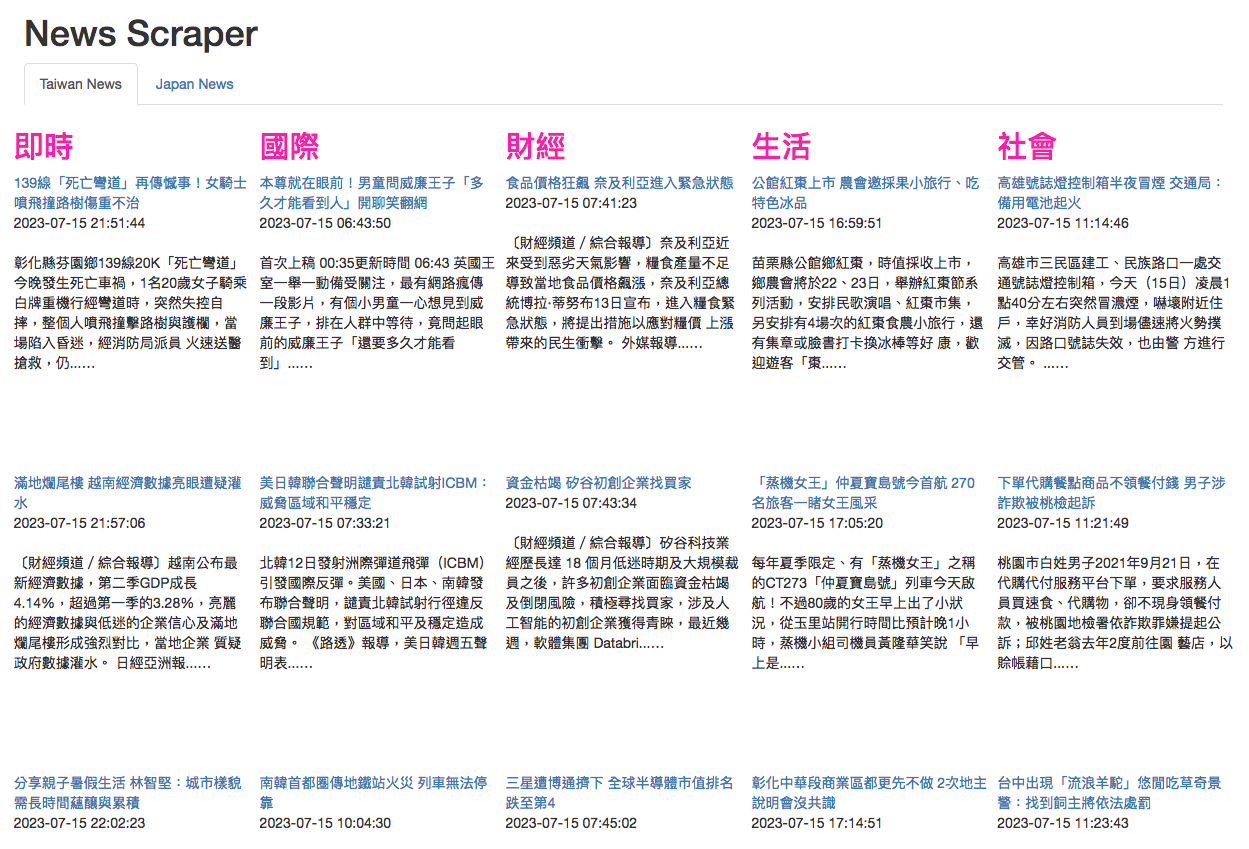 News Scraper
Taiwan News
Japan News
即時
139線「死亡彎道」再傳憾事！女騎士
噴飛撞路樹傷重不治
2023-07-15 21:51:44
彰化縣芬園鄉139線20K「死亡彎道」
今晚發生死亡車禍，1名20歲女子騎乘
白牌重機行經彎道時，突然失控自
摔，整個人噴飛撞擊路樹與護欄，當
場陷入昏迷，經消防局派員 火速送醫
搶救，仍......
滿地爛尾樓 越南經濟數據亮眼遭疑灌
水
2023-07-15 21:57:06
〔財經頻道／綜合報導〕越南公布最
新經濟數據，第二季GDP成長
4.14%，超過第一季的3.28%，亮麗
的經濟數據與低迷的企業信心及滿地
爛尾樓形成強烈對比，當地企業 質疑
政府數據灌水。 日經亞洲報......
分享親子暑假生活 林智堅：城市樣貌
需長時間蘊釀與累積
2023-07-15 22:02:23
國際
本尊就在眼前！男童問威廉王子「多
久才能看到人」開聊笑翻網
2023-07-15 06:43:50
首次上稿 00:35更新時間 06:43 英國王
室一舉一動備受關注，最有網路瘋傳
一段影片，有個小男童一心想見到威
廉王子，排在人群中等待，竟問起眼
前的威廉王子「還要多久才能看
到」......
美日韓聯合聲明譴責北韓試射ICBM：
威脅區域和平穩定
2023-07-15 07:33:21
北韓12日發射洲際彈道飛彈（ICBM）
引發國際反彈。美國、日本、南韓發
布聯合聲明，譴責北韓試射行徑違反
聯合國規範，對區域和平及穩定造成
威脅。 《路透》報導，美日韓週五聲
明表......
南韓首都圈傳地鐵站火災 列車無法停
靠
2023-07-15 10:04:30
財經
食品價格狂飆 奈及利亞進入緊急狀態
2023-07-15 07:41:23
〔財經頻道／綜合報導〕奈及利亞近
來受到惡劣天氣影響，糧食產量不足
導致當地食品價格飆漲，奈及利亞總
統博拉·蒂努布13日宣布，進入糧食緊
急狀態，將提出措施以應對糧價 上漲
帶來的民生衝擊。 外媒報導......
資金枯竭 矽谷初創企業找買家
2023-07-15 07:43:34
〔財經頻道／綜合報導〕矽谷科技業
經歷長達 18 個月低迷時期及大規模裁
員之後，許多初創企業面臨資金枯竭
及倒閉風險，積極尋找買家，涉及人
工智能的初創企業獲得青睞，最近幾
週，軟體集團 Databri......
三星遭博通擠下 全球半導體市值排名
跌至第4
2023-07-15 07:45:02
生活
公館紅棗上市 農會邀採果小旅行、吃
特色冰品
2023-07-15 16:59:51
苗栗縣公館鄉紅棗，時值採收上市，
鄉農會將於22、23日，舉辦紅棗節系
列活動，安排民歌演唱、紅棗市集，
另安排有4場次的紅棗食農小旅行，還
有集章或臉書打卡換冰棒等好 康，歡
迎遊客「棗......
「蒸機女王」仲夏寶島號今首航 270
名旅客一睹女王風采
2023-07-15 17:05:20
每年夏季限定、有「蒸機女王」之稱
的CT273「仲夏寶島號」列車今天啟
航！不過80歲的女王早上出了小狀
況，從玉里站開行時間比預計晚1小
時，蒸機小組司機員黃隆華笑說 「早
上是......
彰化中華段商業區都更先不做 2次地主
說明會沒共識
2023-07-15 17:14:51
社會
高雄號誌燈控制箱半夜冒煙 交通局：
備用電池起火
2023-07-15 11:14:46
高雄市三民區建工、民族路口一處交
通號誌燈控制箱，今天（15日）凌晨1
點40分左右突然冒濃煙，嚇壞附近住
戶，幸好消防人員到場儘速將火勢撲
滅，因路口號誌失效，也由警 方進行
交管。 ......
下單代購餐點商品不領餐付錢 男子涉
詐欺被桃檢起訴
2023-07-15 11:21:49
桃園市白姓男子2021年9月21日，在
代購代付服務平台下單，要求服務人
員買速食、代購物，卻不現身領餐付
款，被桃園地檢署依詐欺罪嫌提起公
訴；邱姓老翁去年2度前往園 藝店，以
賒帳藉口......
台中出現「流浪羊駝」悠閒吃草奇景
警：找到飼主將依法處罰
2023-07-15 11:23:43